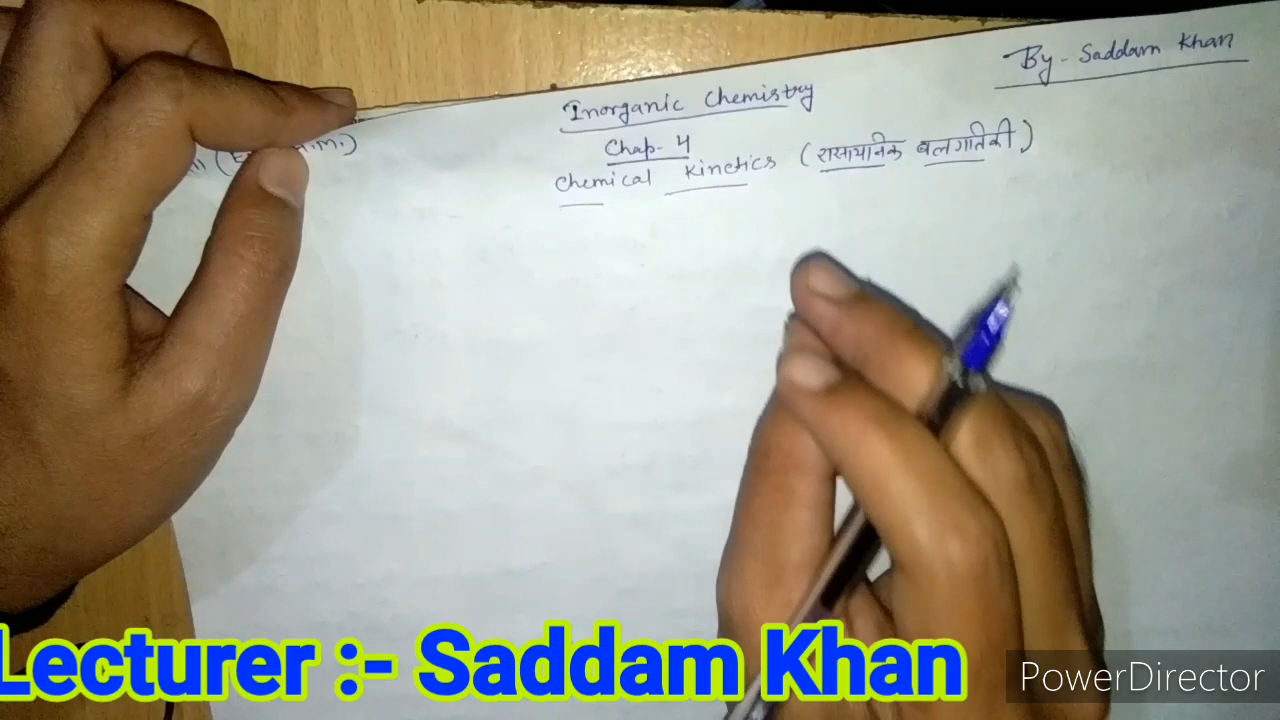 Inorganic Chemistry
By - Saddam Khan
Chap- 4
Chemical Kinetics (रासायनिक बलगतिकी)
Lecturer :- Saddam Khan
PowerDirector